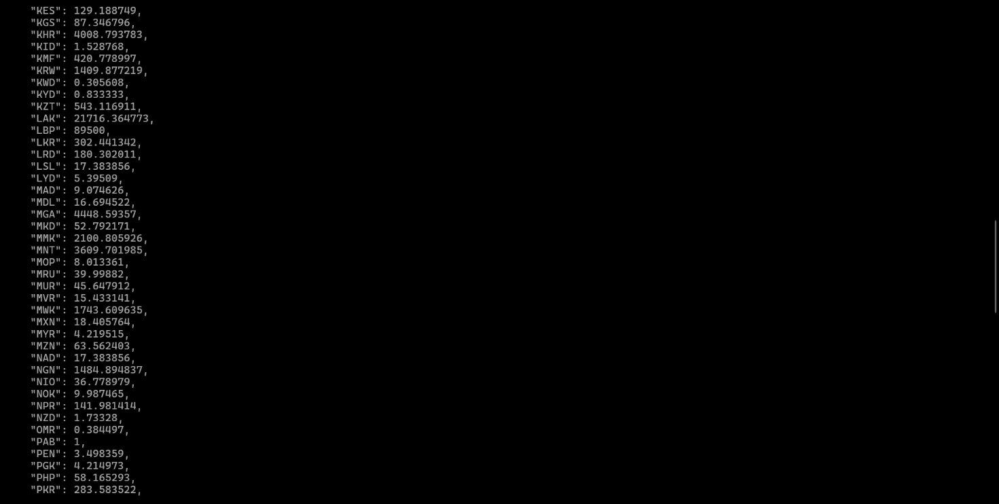 "KES": 129.188749,
"KGS": 87.346796,
"KHR": 4008.793783,
"KID": 1.528768,
"KMF": 420.778997,
"KRW": 1409.877219,
"KWD": 0.305608,
"KYD": 0.833333,
"KZT": 543.116911,
"LAK": 21716.364773,
"LBP": 89500,
"LKR": 302.441342,
"LRD": 180.302011,
"LSL": 17.383856,
"LYD": 5.39509,
"MAD": 9.074626,
"MDL": 16.694522,
"MGA": 4448.59357,
"MKD": 52.792171,
"MMK": 2100.805926,
"MNT": 3609.701985,
"MOP": 8.013361,
"MRU": 39.99882,
"MUR": 45.647912,
"MVR": 15.433141,
"MWK": 1743.609635,
"MXN": 18.405764,
"MYR": 4.219515,
"MZN": 63.562403,
"NAD": 17.383856,
"NGN": 1484.894837,
"NIO": 36.778979,
"NOK": 9.987465,
"NPR": 141.981414,
"NZD": 1.73328,
"OMR": 0.384497,
"PAB": 1,
"PEN": 3.498359,
"PGK": 4.214973,
"PHP": 58.165293,
"PKR": 283.583522,